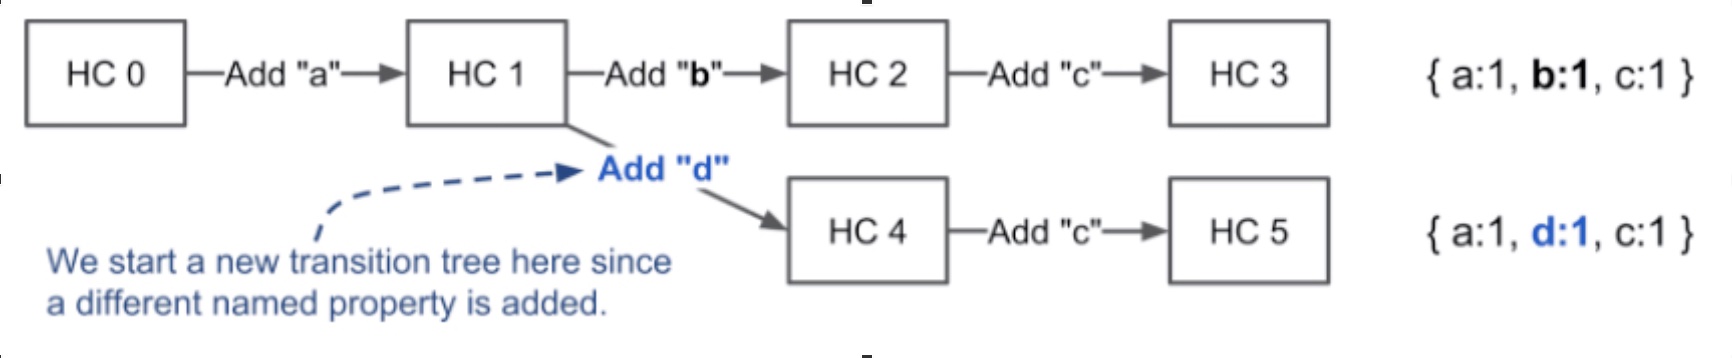 HC 0 Add "a" HC 1 Add "b" HC 2 Add "c" HC 3 { a:1, b:1, c:1 }
Add "d"
HC 4 Add "c" HC 5 { a:1, d:1, c:1 }
We start a new transition tree here since
a different named property is added.